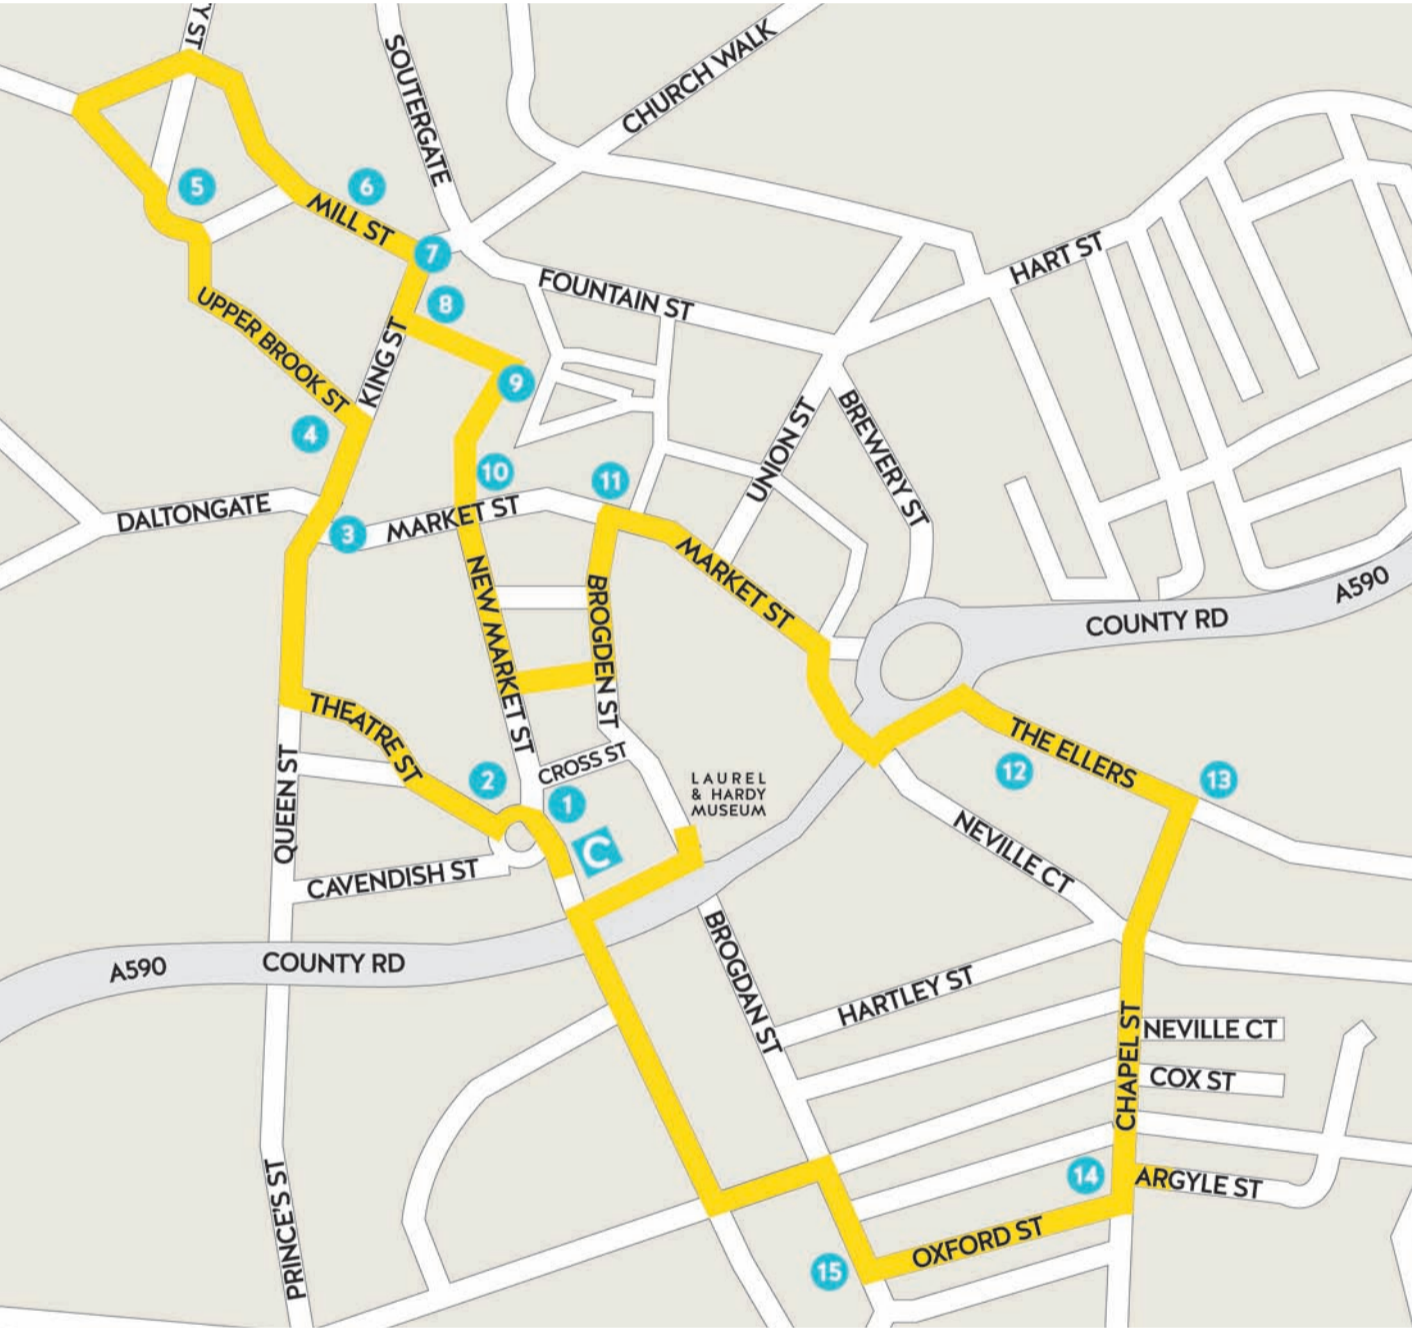 Y ST
SOUTERGATE
CHURCH WALK
5
6
MILL ST
7
HART ST
8
FOUNTAIN ST
UPPER BROOK ST
KING ST
9
4
UNION ST
BREWERY ST
10
11
DALTONGATE
3
MARKET ST
MARKET ST
NEW MARKET ST
BROGDEN ST
A590
COUNTY RD
THEATRE ST
THE ELLERS
QUEEN ST
2
CROSS ST
1
LAUREL
& HARDY
MUSEUM
12
13
C
NEVILLE CT
CAVENDISH ST
A590
COUNTY RD
BROGDAN ST
HARTLEY ST
CHAPEL ST
NEVILLE CT
COX ST
14
ARGYLE ST
PRINCE'S ST
OXFORD ST
15